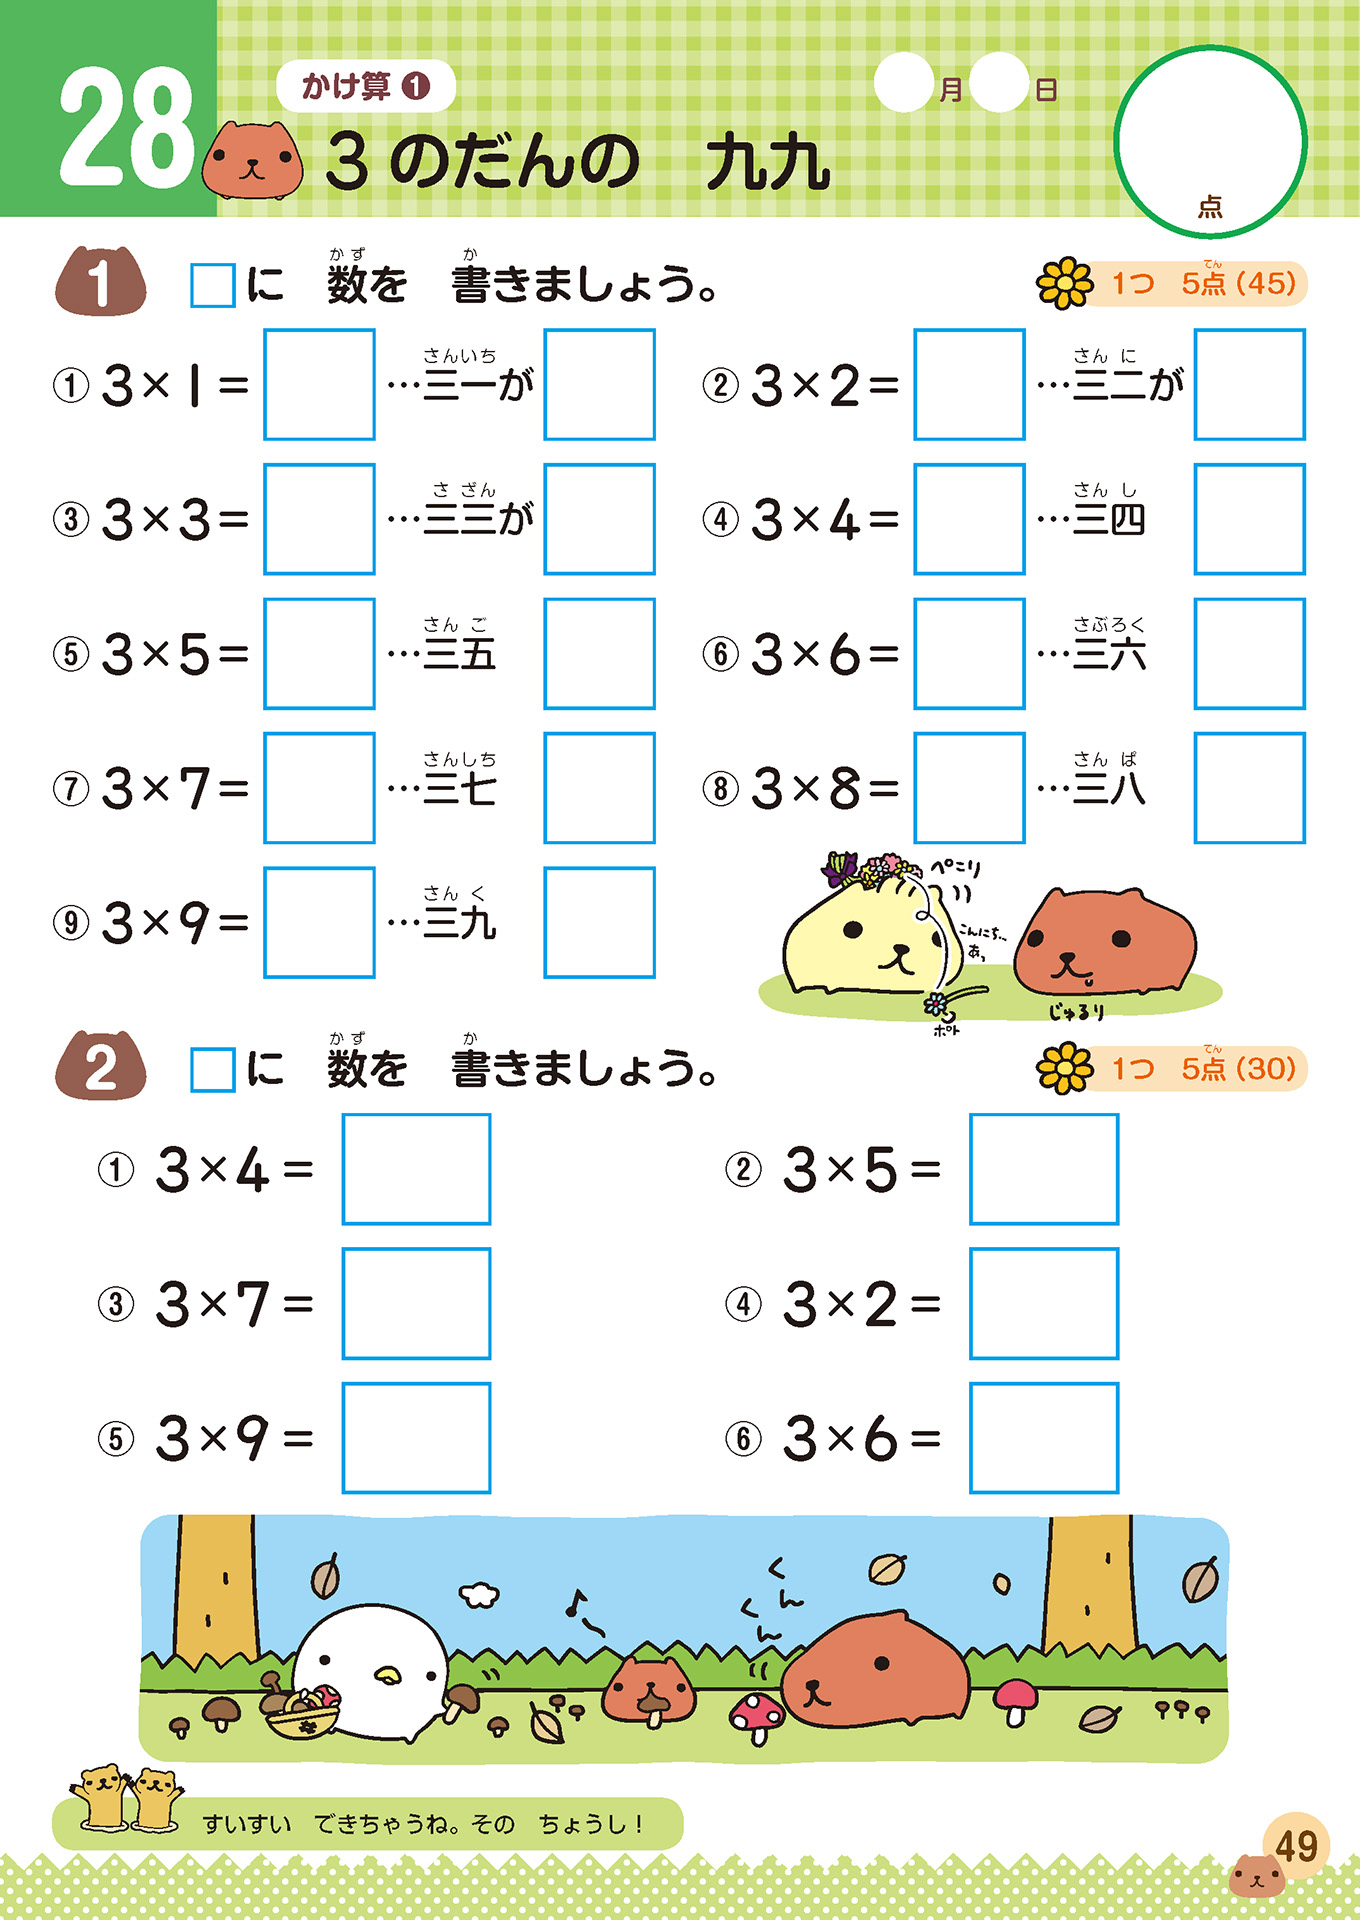 28
かけ算 ❶
月 日
3のだんの 九九
点
1
□に 数を 書きましょう。
かず か
1つ 5点(45)
てん
① 3×1= …三一が
さんいち
② 3×2= …三二が
さん に
③ 3×3= …三三が
さ ざん
④ 3×4= …三四
さん し
⑤ 3×5= …三五
さん ご
⑥ 3×6= …三六
さぶろく
⑦ 3×7= …三七
さんしち
⑧ 3×8= …三八
さん ぱ
⑨ 3×9= …三九
さん く
ぺこり
こんにち…
あっ
ポト
じゅるり
2
□に 数を 書きましょう。
かず か
1つ 5点(30)
てん
① 3×4=
② 3×5=
③ 3×7=
④ 3×2=
⑤ 3×9=
⑥ 3×6=
くん
くん
すいすい できちゃうね。その ちょうし!
49